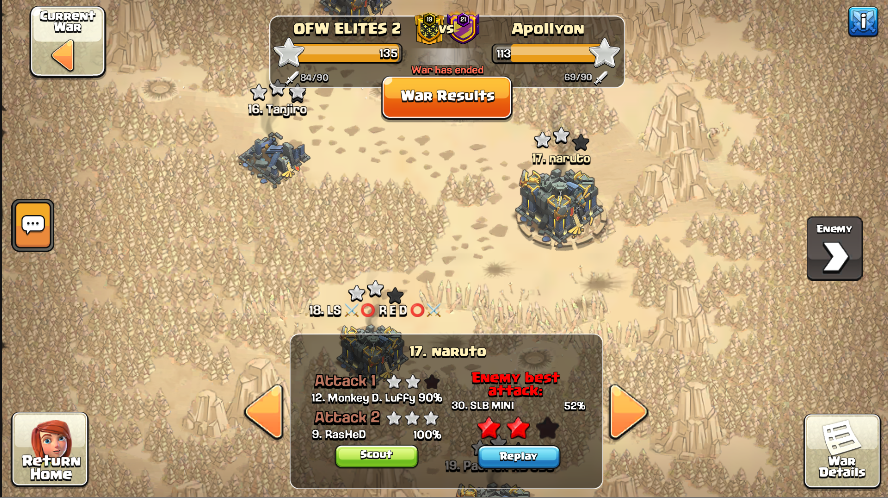 Current
War
OFW ELITES 2
19
vs
21
Apollyon
135
113
War has ended
84/90
69/90
War Results
16. Tanjiro
17. naruto
ENEMY
18. LS ⚔️⭕ R E D ⭕⚔️
17. naruto
Attack 1
12. Monkey D. Luffy 90%
Attack 2
9. RasHeD 100%
Scout
Enemy best
attack:
30. SLB MINI 52%
Replay
Return
Home
War
Details